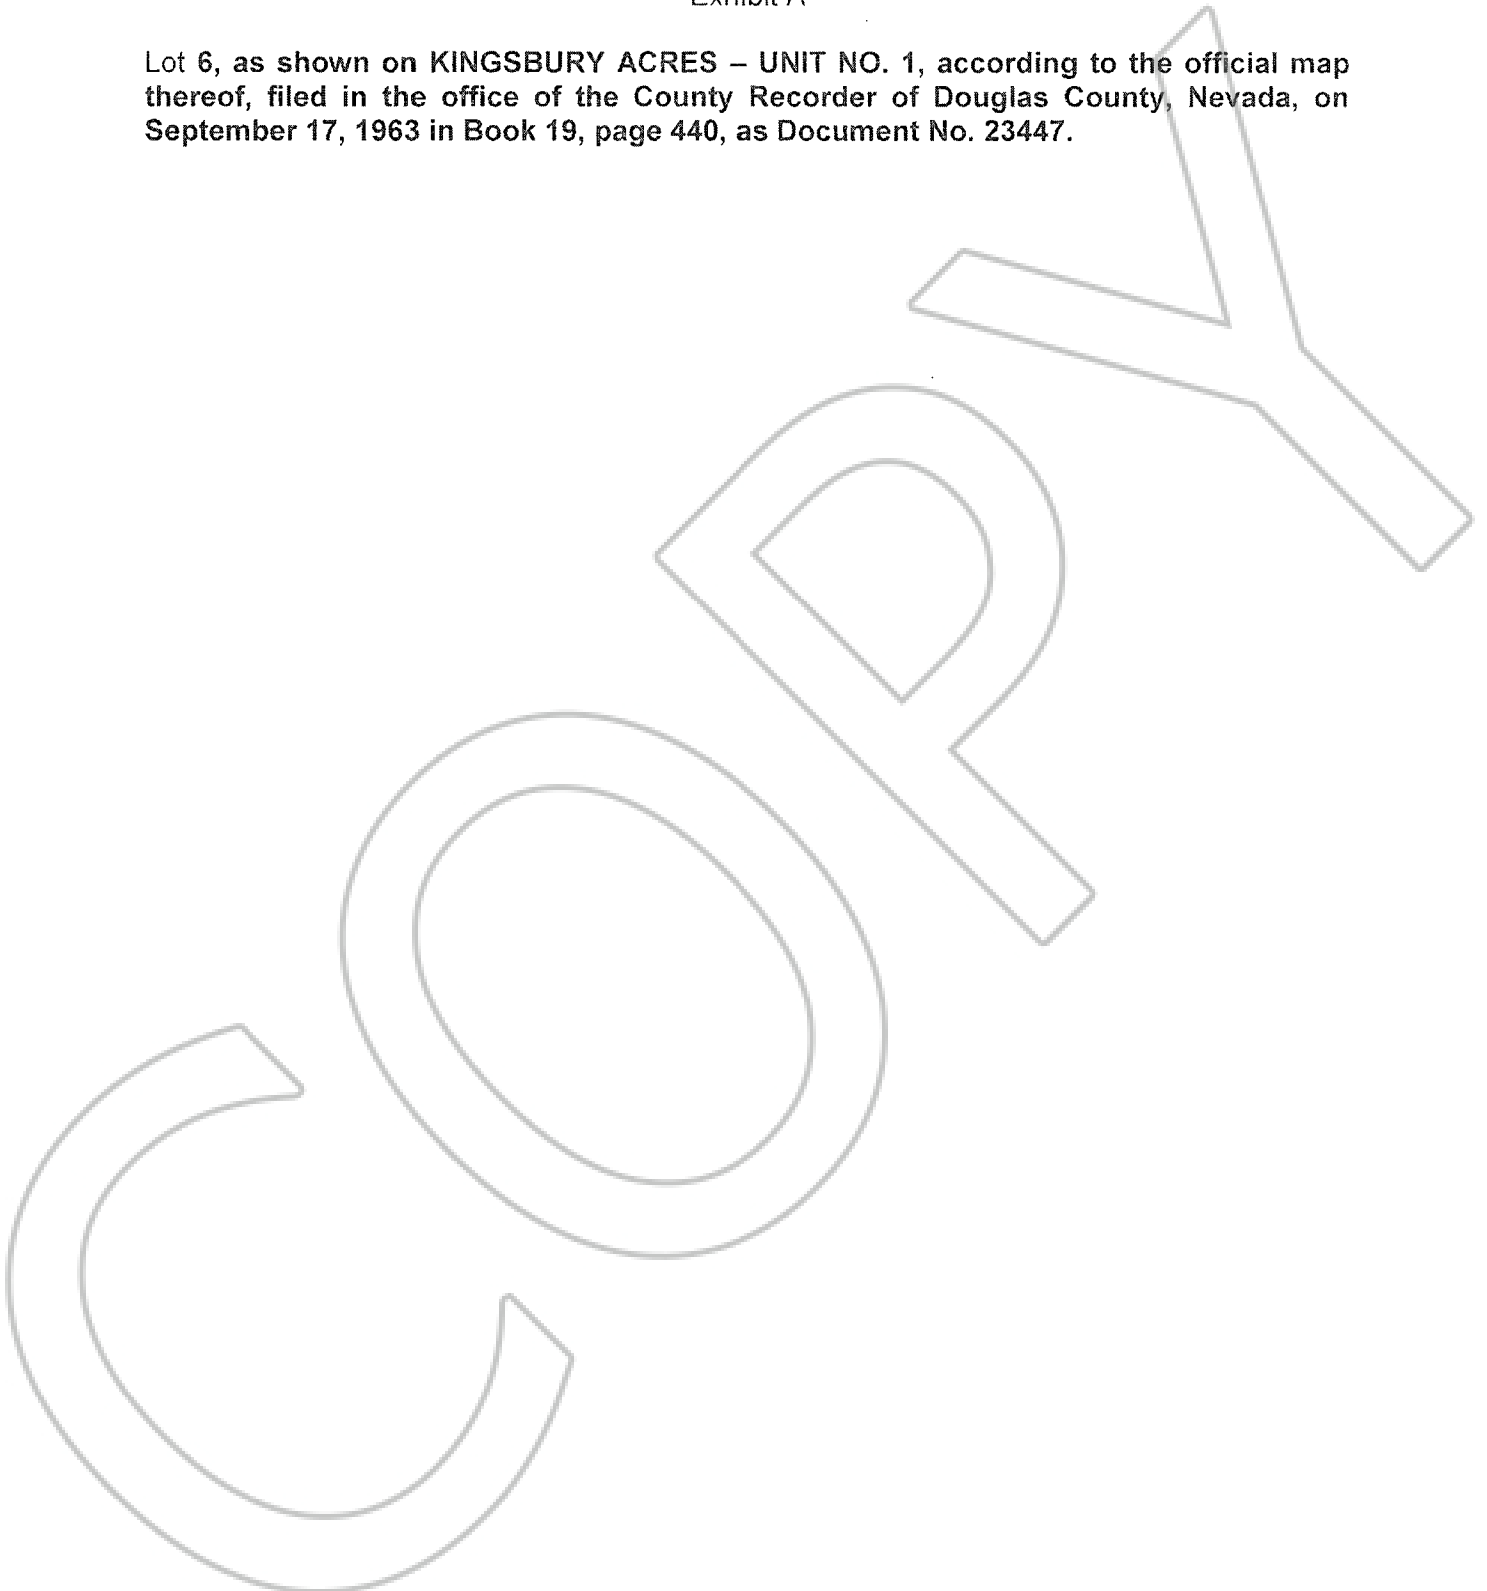 Exhibit A
Lot 6, as shown on KINGSBURY ACRES – UNIT NO. 1, according to the official map
thereof, filed in the office of the County Recorder of Douglas County, Nevada, on
September 17, 1963 in Book 19, page 440, as Document No. 23447.
COPY